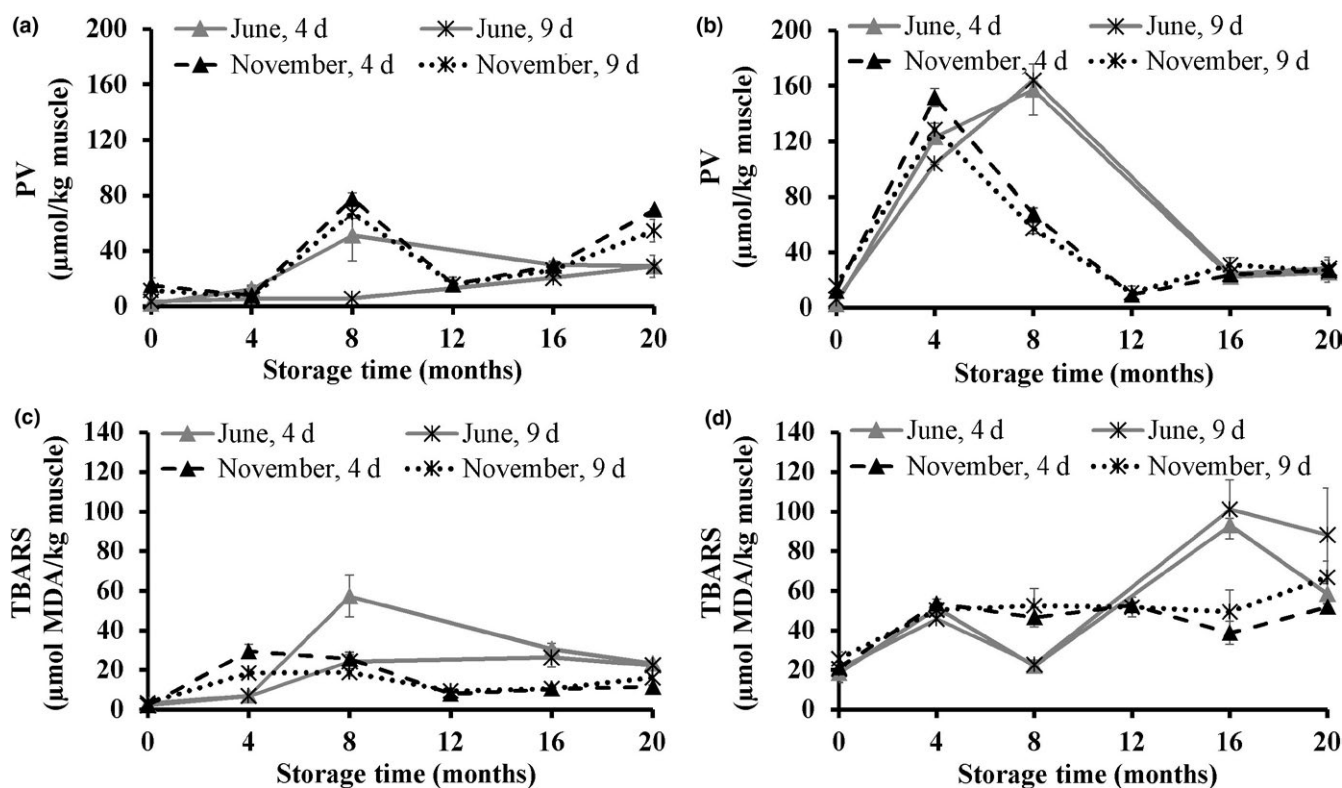 (a)
June, 4 d
June, 9 d
November, 4 d
November, 9 d
200
160
120
80
40
0
PV
(µmol/kg muscle)
0 4 8 12 16 20
Storage time (months)
(b)
June, 4 d
June, 9 d
November, 4 d
November, 9 d
200
160
120
80
40
0
PV
(µmol/kg muscle)
0 4 8 12 16 20
Storage time (months)
(c)
June, 4 d
June, 9 d
November, 4 d
November, 9 d
140
120
100
80
60
40
20
0
TBARS
(µmol MDA/kg muscle)
0 4 8 12 16 20
Storage time (months)
(d)
June, 4 d
June, 9 d
November, 4 d
November, 9 d
140
120
100
80
60
40
20
0
TBARS
(µmol MDA/kg muscle)
0 4 8 12 16 20
Storage time (months)